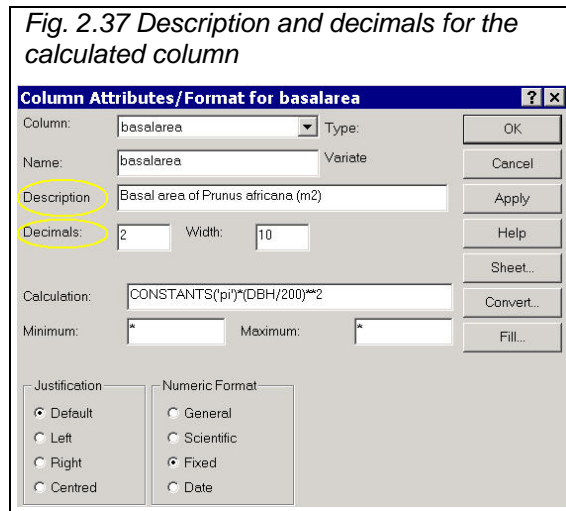 Fig. 2.37 Description and decimals for the
calculated column
Column Attributes/Format for basalarea
Column: basalarea Type: OK
Name: basalarea Variate Cancel
Description Basal area of Prunus africana (m2) Apply
Decimals: 2 Width: 10 Help
Sheet...
Calculation: CONSTANTS('pi')*(DBH/200)**2 Convert...
Minimum: * Maximum: * Fill...
Justification Numeric Format
Default General
Left Scientific
Right Fixed
Centred Date